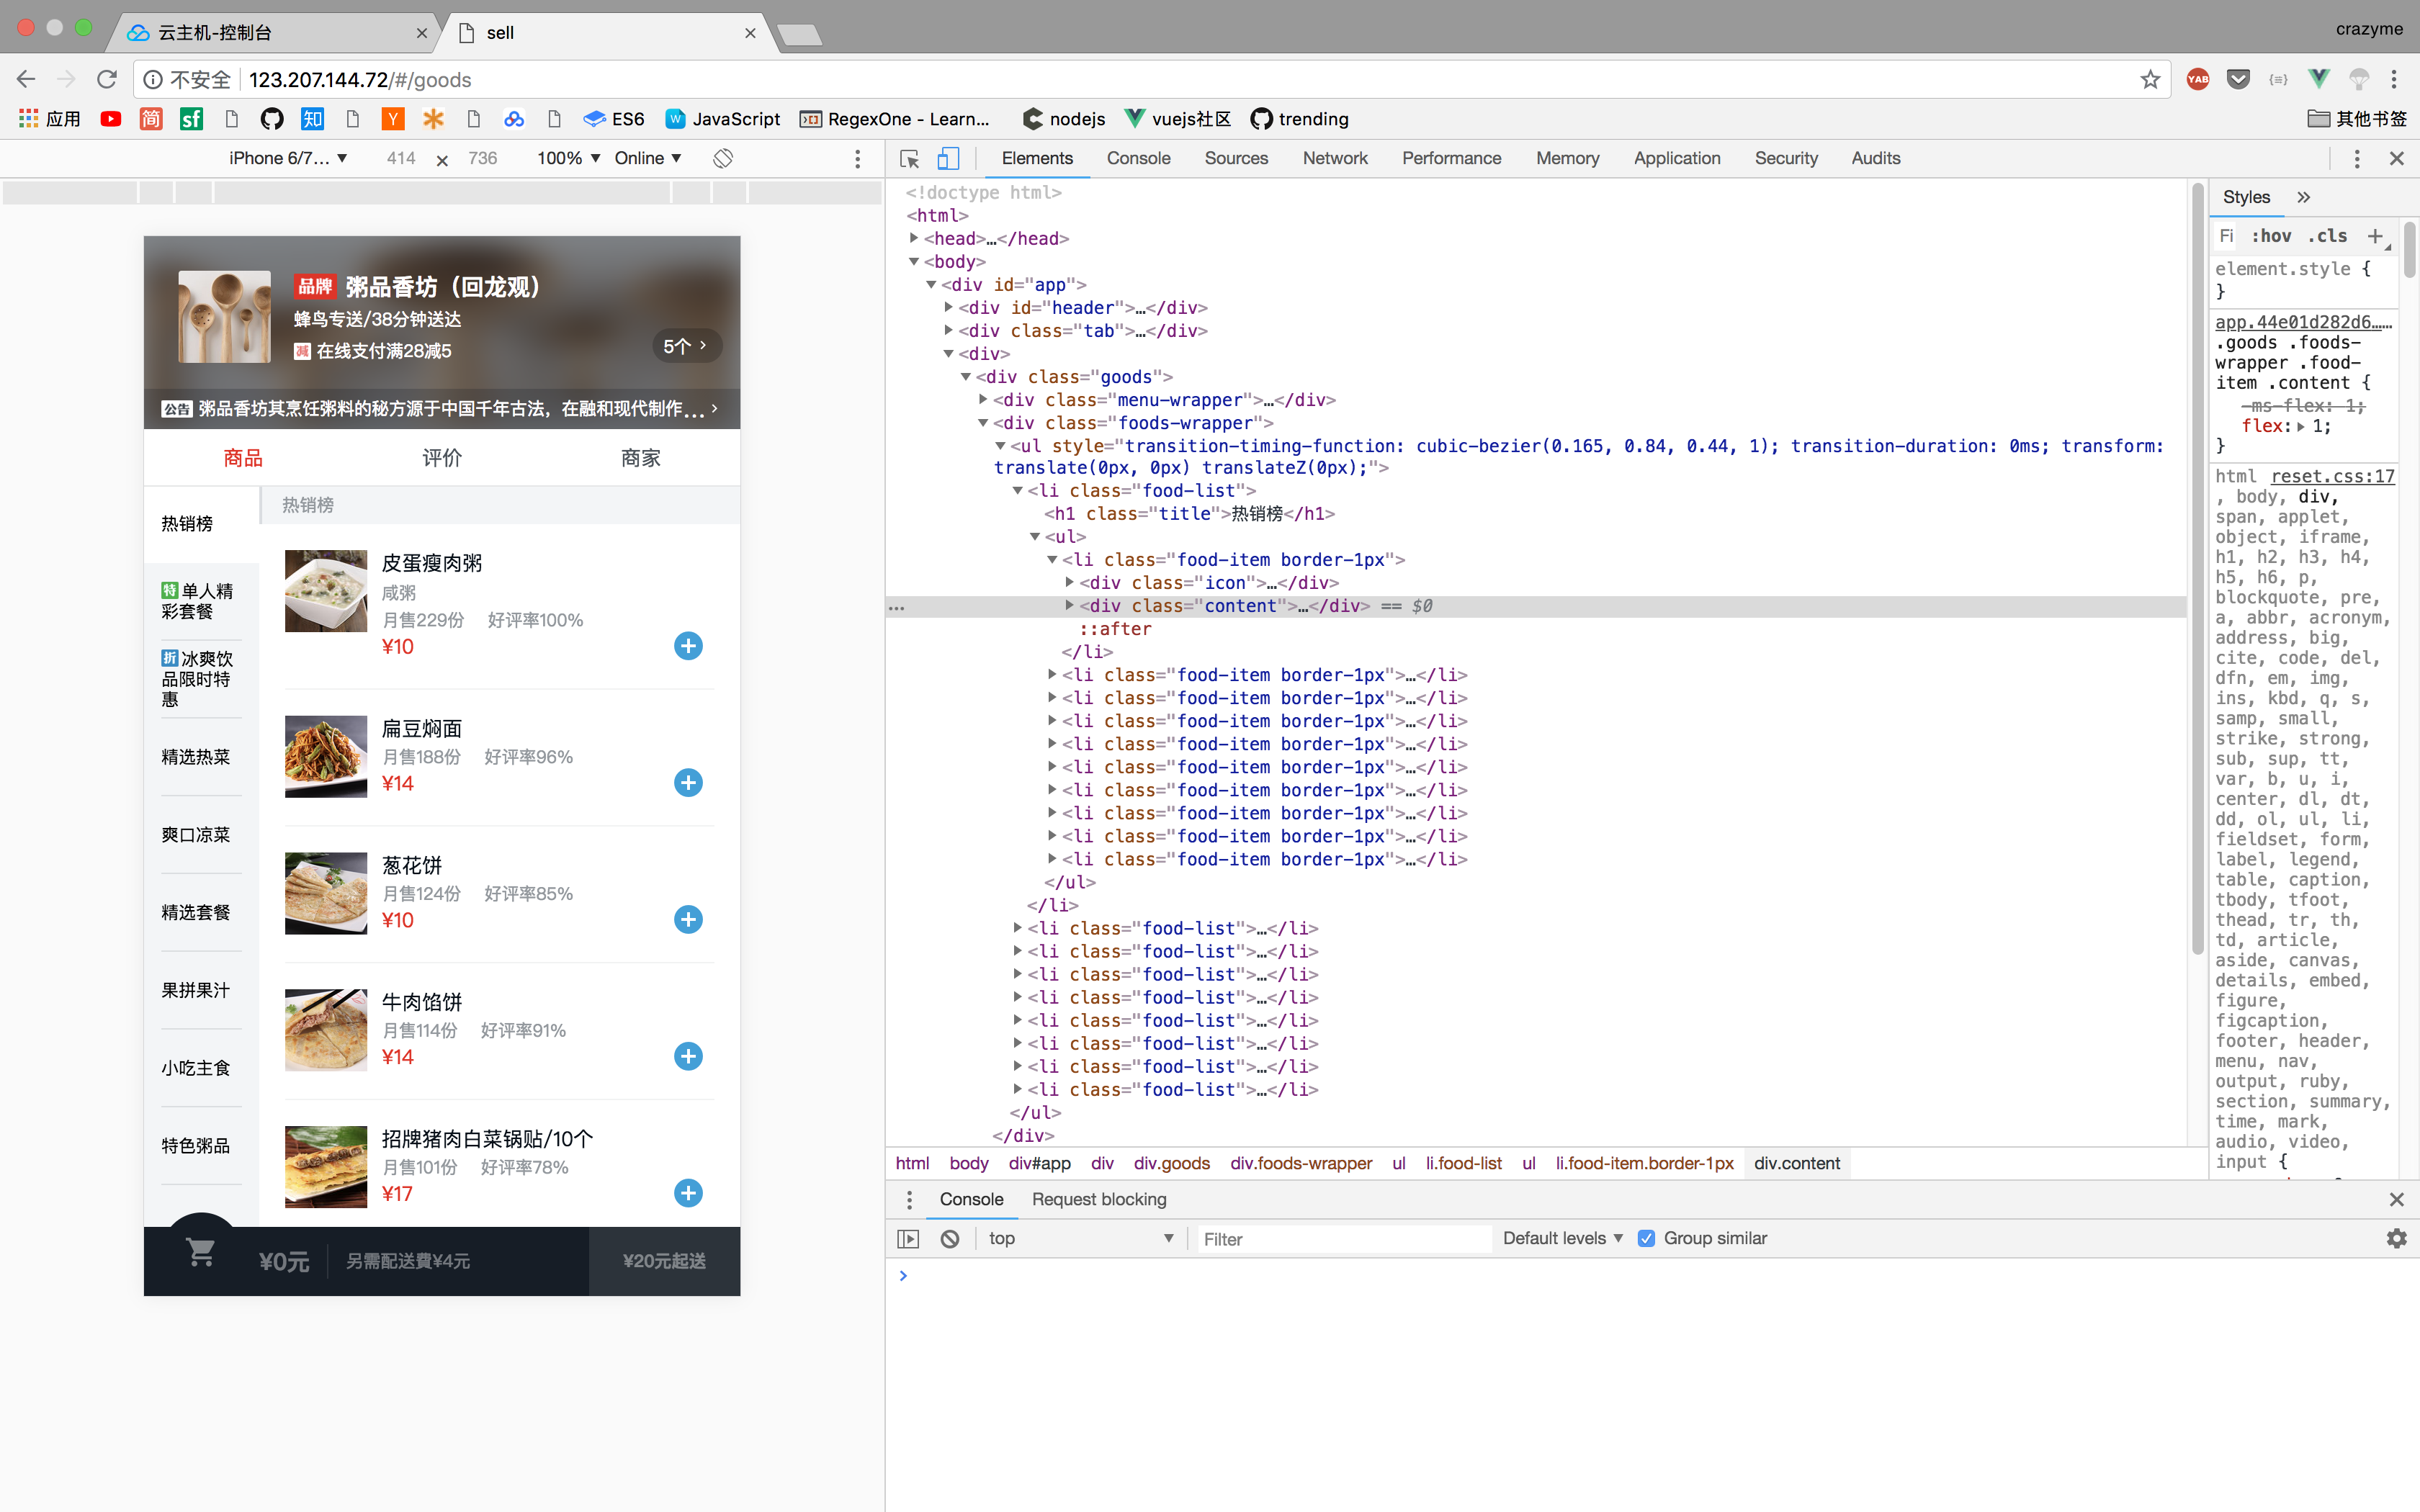 云主机-控制台
sell
crazyme
不安全 123.207.144.72/#/goods
YAB
应用
简
sf
知
Y
ES6
JavaScript
RegexOne - Learn...
nodejs
vuejs社区
trending
其他书签
iPhone 6/7... ▼ 414 × 736 100% ▼ Online ▼
Elements Console Sources Network Performance Memory Application Security Audits
品牌 粥品香坊（回龙观）
蜂鸟专送/38分钟送达
减 在线支付满28减5
5个 >
公告 粥品香坊其烹饪粥料的秘方源于中国千年古法，在融和现代制作... >
商品 评价 商家
热销榜
特 单人精
彩套餐
折 冰爽饮
品限时特
惠
精选热菜
爽口凉菜
精选套餐
果拼果汁
小吃主食
特色粥品
热销榜
皮蛋瘦肉粥
咸粥
月售229份 好评率100%
¥10
扁豆焖面
月售188份 好评率96%
¥14
葱花饼
月售124份 好评率85%
¥10
牛肉馅饼
月售114份 好评率91%
¥14
招牌猪肉白菜锅贴/10个
月售101份 好评率78%
¥17
¥0元 另需配送費¥4元 ¥20元起送
<!doctype html>
<html>
<head>…</head>
<body>
<div id="app">
<div id="header">…</div>
<div class="tab">…</div>
<div>
<div class="goods">
<div class="menu-wrapper">…</div>
<div class="foods-wrapper">
<ul style="transition-timing-function: cubic-bezier(0.165, 0.84, 0.44, 1); transition-duration: 0ms; transform:
translate(0px, 0px) translateZ(0px);">
<li class="food-list">
<h1 class="title">热销榜</h1>
<ul>
<li class="food-item border-1px">
<div class="icon">…</div>
<div class="content">…</div> == $0
::after
</li>
<li class="food-item border-1px">…</li>
<li class="food-item border-1px">…</li>
<li class="food-item border-1px">…</li>
<li class="food-item border-1px">…</li>
<li class="food-item border-1px">…</li>
<li class="food-item border-1px">…</li>
<li class="food-item border-1px">…</li>
<li class="food-item border-1px">…</li>
<li class="food-item border-1px">…</li>
</ul>
</li>
<li class="food-list">…</li>
<li class="food-list">…</li>
<li class="food-list">…</li>
<li class="food-list">…</li>
<li class="food-list">…</li>
<li class="food-list">…</li>
<li class="food-list">…</li>
<li class="food-list">…</li>
</ul>
</div>
html body div#app div div.goods div.foods-wrapper ul li.food-list ul li.food-item.border-1px div.content
Styles »
Fi :hov .cls +
element.style {
}
app.44e01d282d6……
.goods .foods-
wrapper .food-
item .content {
-ms-flex: 1;
flex: 1;
}
html reset.css:17
, body, div,
span, applet,
object, iframe,
h1, h2, h3, h4,
h5, h6, p,
blockquote, pre,
a, abbr, acronym,
address, big,
cite, code, del,
dfn, em, img,
ins, kbd, q, s,
samp, small,
strike, strong,
sub, sup, tt,
var, b, u, i,
center, dl, dt,
dd, ol, ul, li,
fieldset, form,
label, legend,
table, caption,
tbody, tfoot,
thead, tr, th,
td, article,
aside, canvas,
details, embed,
figure,
figcaption,
footer, header,
menu, nav,
output, ruby,
section, summary,
time, mark,
audio, video,
input {
Console Request blocking
top ▼ Filter Default levels ▼ Group similar
>